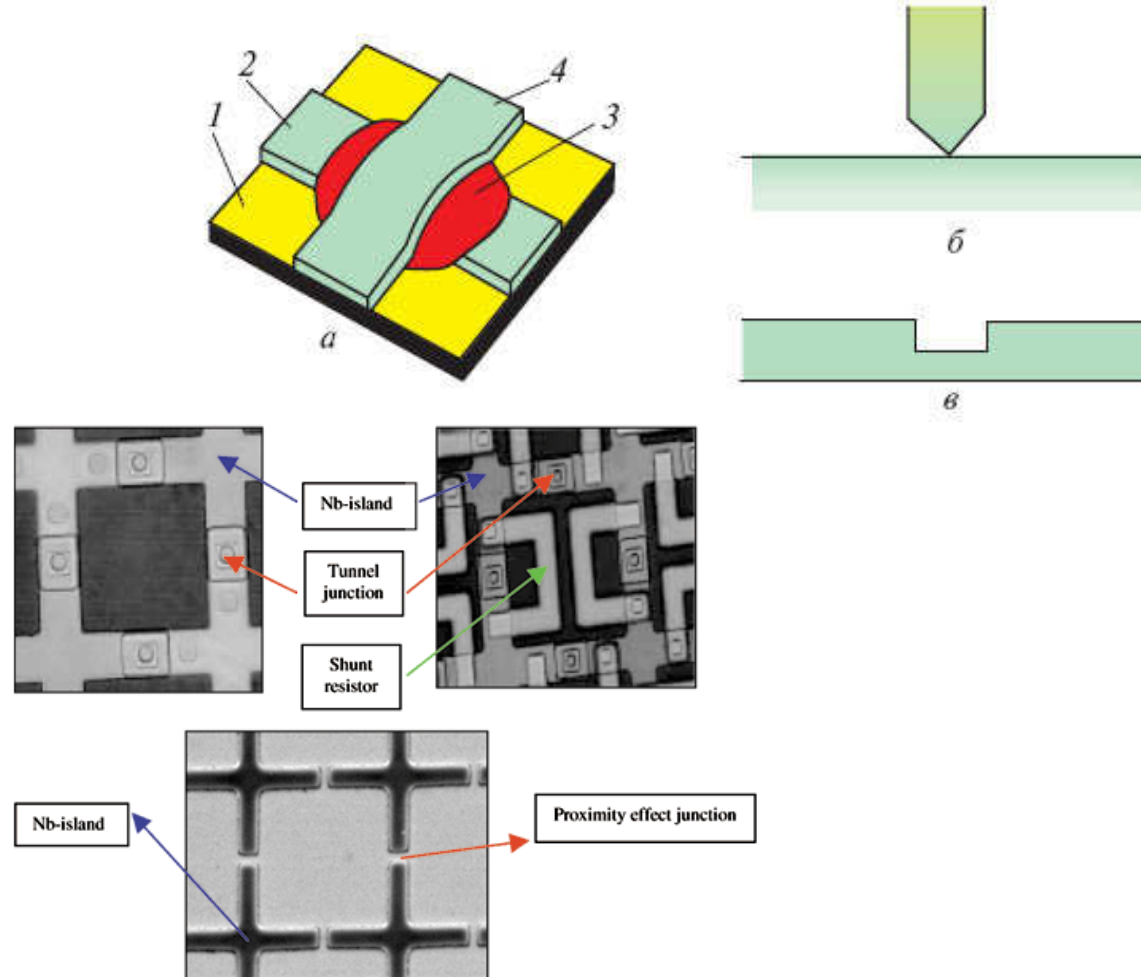 2
4
1
3
а
б
в
Nb-island
Tunnel
junction
Shunt
resistor
Nb-island
Proximity effect junction